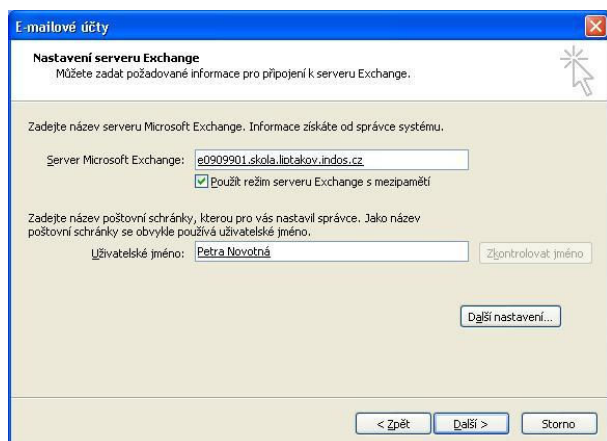 E-mailové účty
Nastavení serveru Exchange
Můžete zadat požadované informace pro připojení k serveru Exchange.
Zadejte název serveru Microsoft Exchange. Informace získáte od správce systému.
Server Microsoft Exchange: e0909901.skola.liptakov.indos.cz
Použít režim serveru Exchange s mezipamětí
Zadejte název poštovní schránky, kterou pro vás nastavil správce. Jako název
poštovní schránky se obvykle používá uživatelské jméno.
Uživatelské jméno: Petra Novotná Zkontrolovat jméno
Další nastavení...
< Zpět Další > Storno